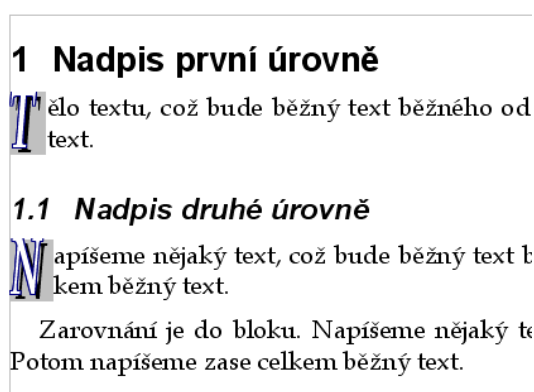 1 Nadpis první úrovně
Tělo textu, což bude běžný text běžného od
text.
1.1 Nadpis druhé úrovně
Napíšeme nějaký text, což bude běžný text b
kem běžný text.
Zarovnání je do bloku. Napíšeme nějaký te
Potom napíšeme zase celkem běžný text.